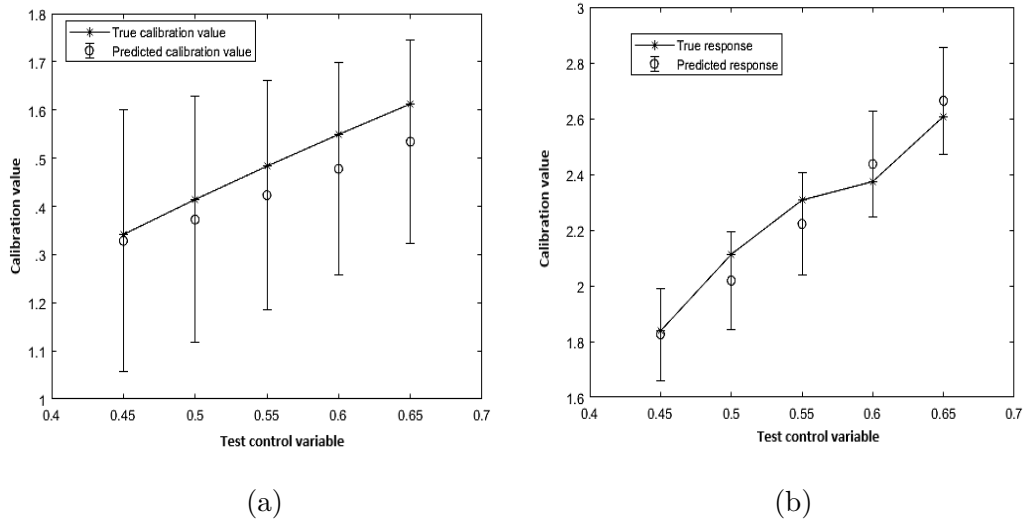 1.8
1.7
1.6
.5
.4
.3
1.2
1.1
1
0.4 0.45 0.5 0.55 0.6 0.65 0.7
Calibration value
Test control variable
True calibration value
Predicted calibration value
(a)
3
2.8
2.6
2.4
2.2
2
1.8
1.6
0.4 0.45 0.5 0.55 0.6 0.65 0.7
Calibration value
Test control variable
True response
Predicted response
(b)